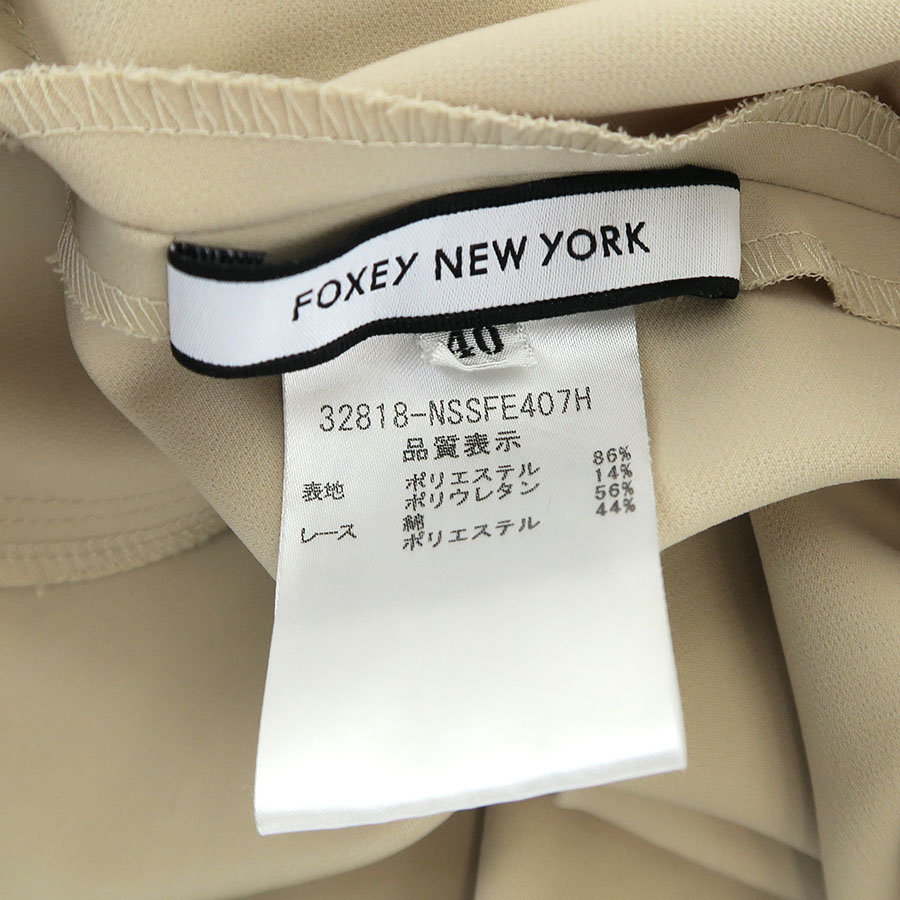 FOXEY NEW YORK
40
32818-NSSFE407H
品質表示
表地 ポリエステル 86%
ポリウレタン 14%
レース 綿 56%
ポリエステル 44%